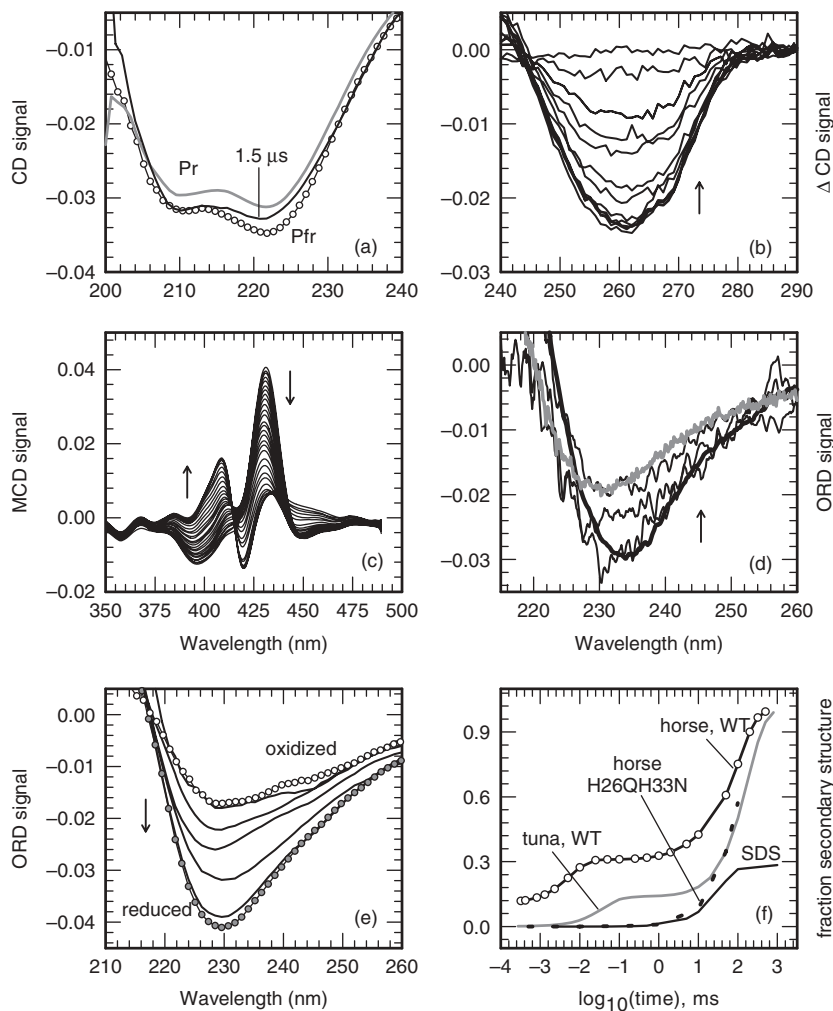 CD signal
−0.01
−0.02
−0.03
−0.04
Pr
1.5 µs
Pfr
(a)
200 210 220 230 240
0.00
−0.01
−0.02
−0.03
(b)
240 250 260 270 280 290
Δ CD signal
MCD signal
0.04
0.02
0.00
−0.02
(c)
350 375 400 425 450 475 500
Wavelength (nm)
0.00
−0.01
−0.02
−0.03
(d)
220 230 240 250 260
Wavelength (nm)
ORD signal
ORD signal
0.00
−0.01
−0.02
−0.03
−0.04
oxidized
reduced
(e)
210 220 230 240 250 260
Wavelength (nm)
0.9
0.6
0.3
0.0
horse, WT
horse
H26QH33N
tuna, WT
SDS
(f)
−4 −3 −2 −1 0 1 2 3
log10(time), ms
fraction secondary structure